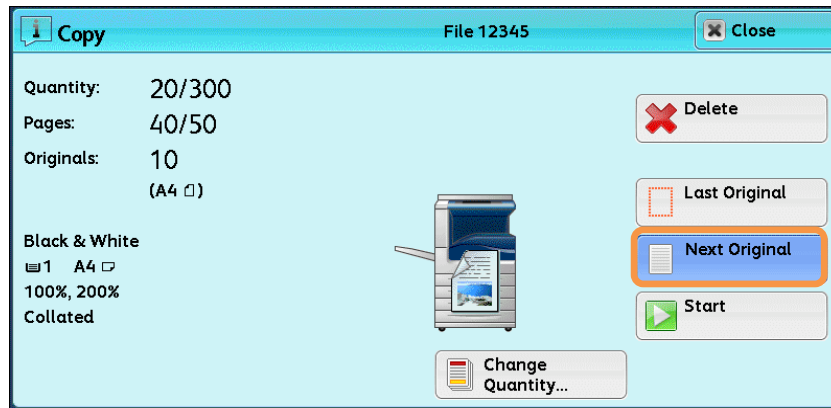 Copy File 12345 Close
Quantity: 20/300
Pages: 40/50
Originals: 10
(A4)
Black & White
1 A4
100%, 200%
Collated
Delete
Last Original
Next Original
Start
Change
Quantity...